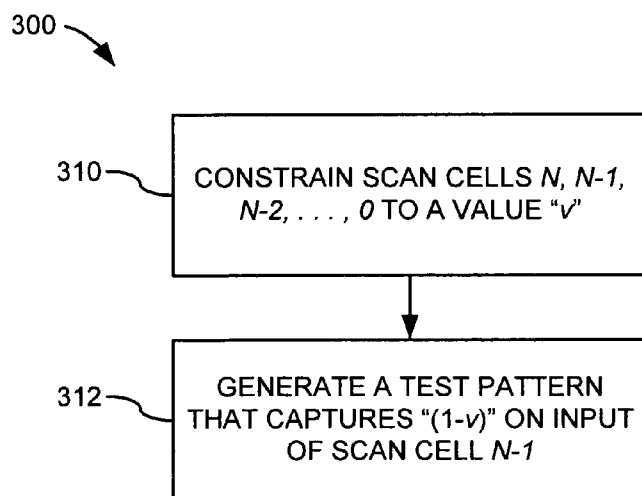 300
310
CONSTRAIN SCAN CELLS N, N-1,
N-2, . . . , 0 TO A VALUE “v”
312
GENERATE A TEST PATTERN
THAT CAPTURES “(1-v)” ON INPUT
OF SCAN CELL N-1